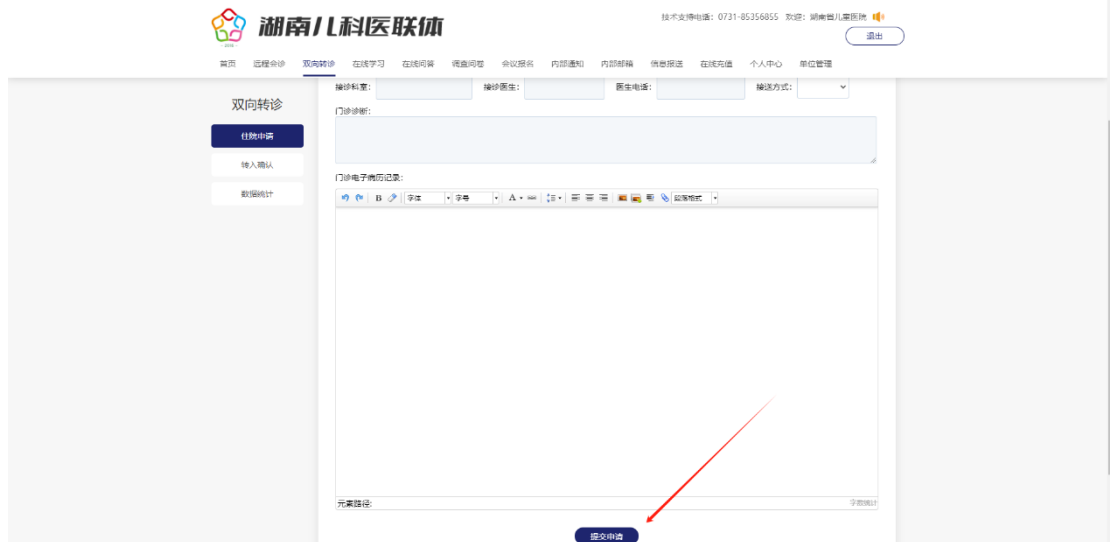 湖南儿科医联体
技术支持电话：0731-85356855 欢迎：湖南省儿童医院
退出
首页 远程会诊 双向转诊 在线学习 在线问答 调查问卷 会议报名 内部通知 内部邮箱 信息报送 在线充值 个人中心 单位管理
双向转诊
住院申请
转入确认
数据统计
接诊科室： 接诊医生： 医生电话： 接送方式：
门诊诊断：
门诊电子病历记录：
B 字体 字号 A 段落格式
元素路径： 字数统计
提交申请